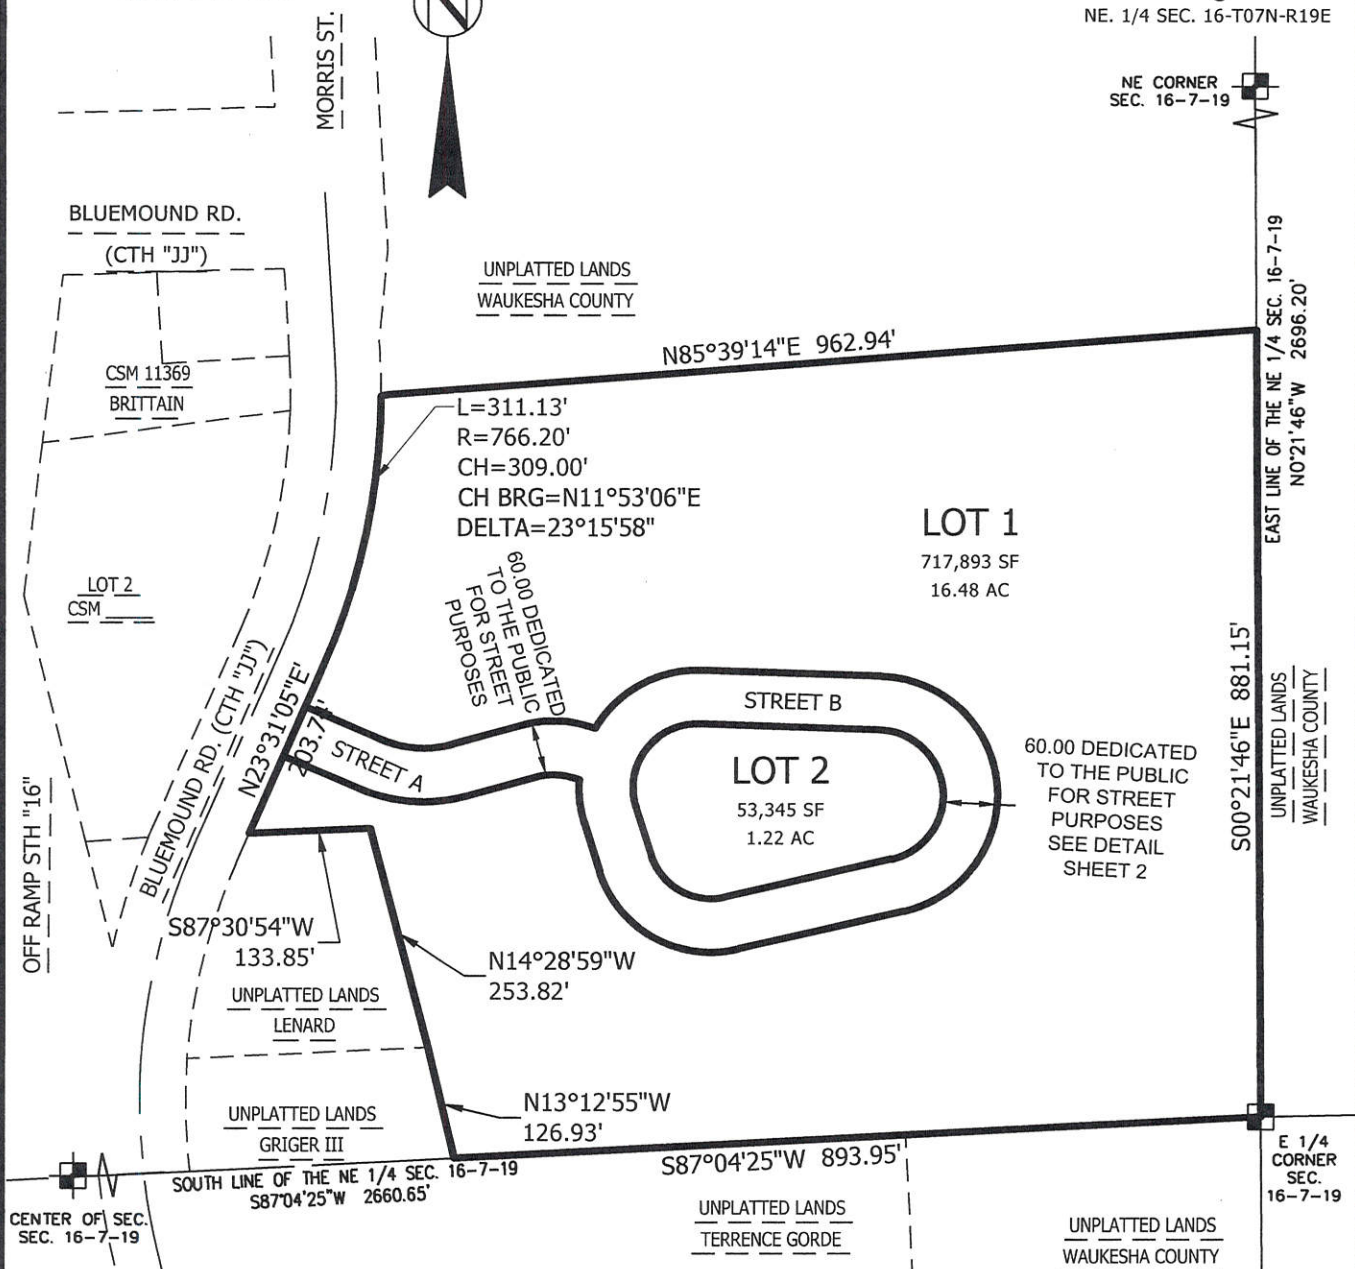 NE. 1/4 SEC. 16-T07N-R19E
MORRIS ST.
N
NE CORNER
SEC. 16-7-19
BLUEMOUND RD.
(CTH "JJ")
UNPLATTED LANDS
WAUKESHA COUNTY
EAST LINE OF THE NE 1/4 SEC. 16-7-19
N0°21'46"W 2696.20'
N85°39'14"E 962.94'
CSM 11369
BRITTAIN
L=311.13'
R=766.20'
CH=309.00'
CH BRG=N11°53'06"E
DELTA=23°15'58"
LOT 1
717,893 SF
16.48 AC
60.00 DEDICATED
TO THE PUBLIC
FOR STREET
PURPOSES
LOT 2
CSM
BLUEMOUND RD. (CTH "JJ")
N23°31'05"E'
STREET A
STREET B
LOT 2
53,345 SF
1.22 AC
60.00 DEDICATED
TO THE PUBLIC
FOR STREET
PURPOSES
SEE DETAIL
SHEET 2
S00°21'46"E 881.15'
UNPLATTED LANDS
WAUKESHA COUNTY
OFF RAMP STH "16"
S87°30'54"W
133.85'
N14°28'59"W
253.82'
UNPLATTED LANDS
LENARD
N13°12'55"W
126.93'
UNPLATTED LANDS
GRIGER III
SOUTH LINE OF THE NE 1/4 SEC. 16-7-19
S87°04'25"W 2660.65'
S87°04'25"W 893.95'
E 1/4
CORNER
SEC.
16-7-19
CENTER OF SEC.
SEC. 16-7-19
UNPLATTED LANDS
TERRENCE GORDE
UNPLATTED LANDS
WAUKESHA COUNTY